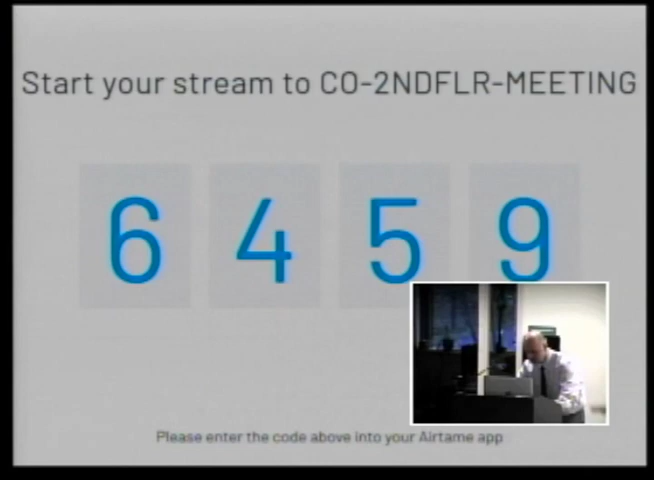 Start your stream to CO-2NDFLR-MEETING
6 4 5 9
Please enter the code above into your Airtame app